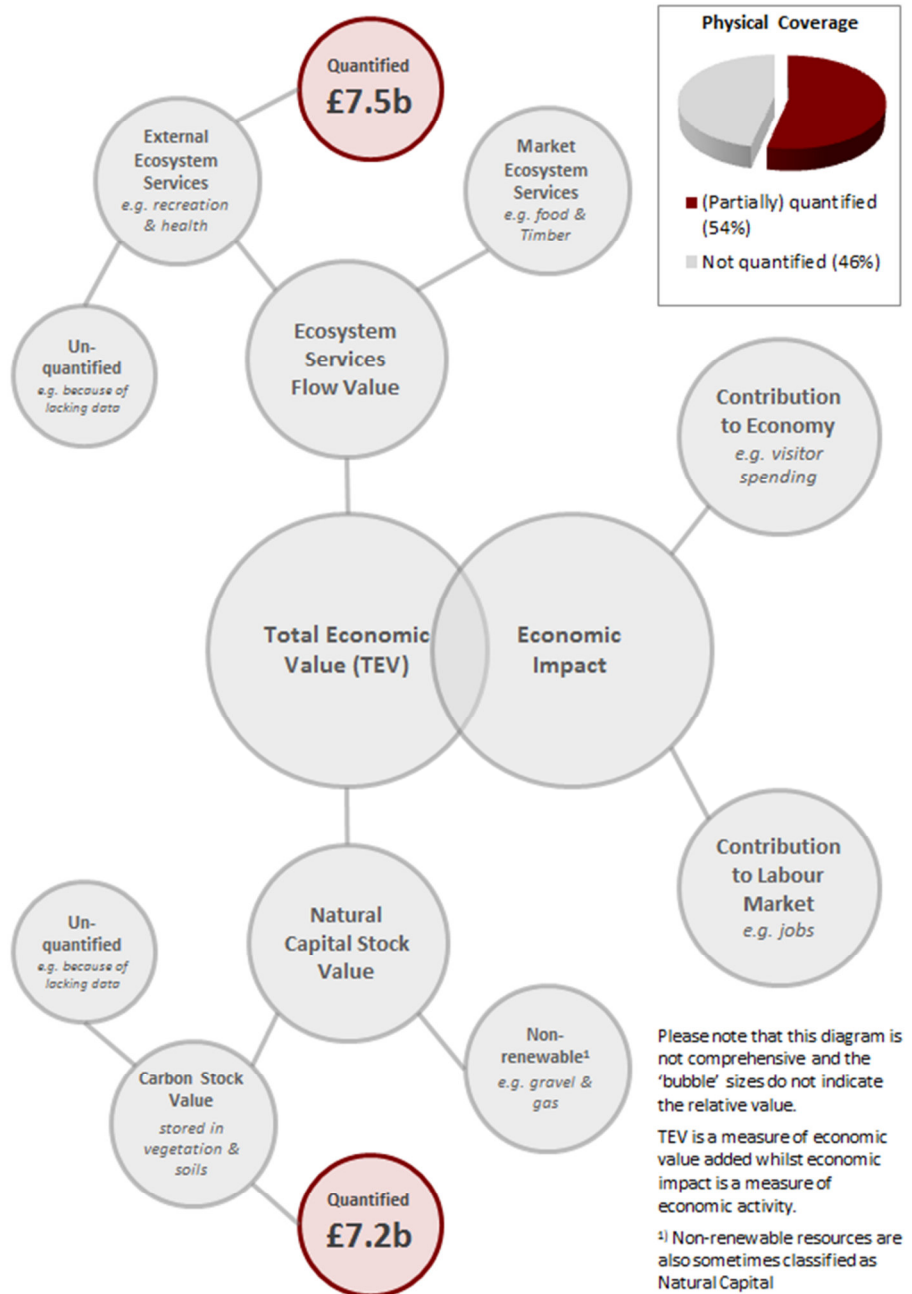 Quantified
£7.5b
External
Ecosystem
Services
e.g. recreation
& health
Market
Ecosystem
Services
e.g. food &
Timber
Physical Coverage
(Partially) quantified
(54%)
Not quantified (46%)
Un-
quantified
e.g. because of
lacking data
Ecosystem
Services
Flow Value
Contribution
to Economy
e.g. visitor
spending
Total Economic
Value (TEV)
Economic
Impact
Contribution
to Labour
Market
e.g. jobs
Un-
quantified
e.g. because of
lacking data
Natural
Capital Stock
Value
Carbon Stock
Value
stored in
vegetation &
soils
Non-
renewable¹
e.g. gravel &
gas
Quantified
£7.2b
Please note that this diagram is
not comprehensive and the
‘bubble’ sizes do not indicate
the relative value.
TEV is a measure of economic
value added whilst economic
impact is a measure of
economic activity.
¹⁾ Non-renewable resources are
also sometimes classified as
Natural Capital